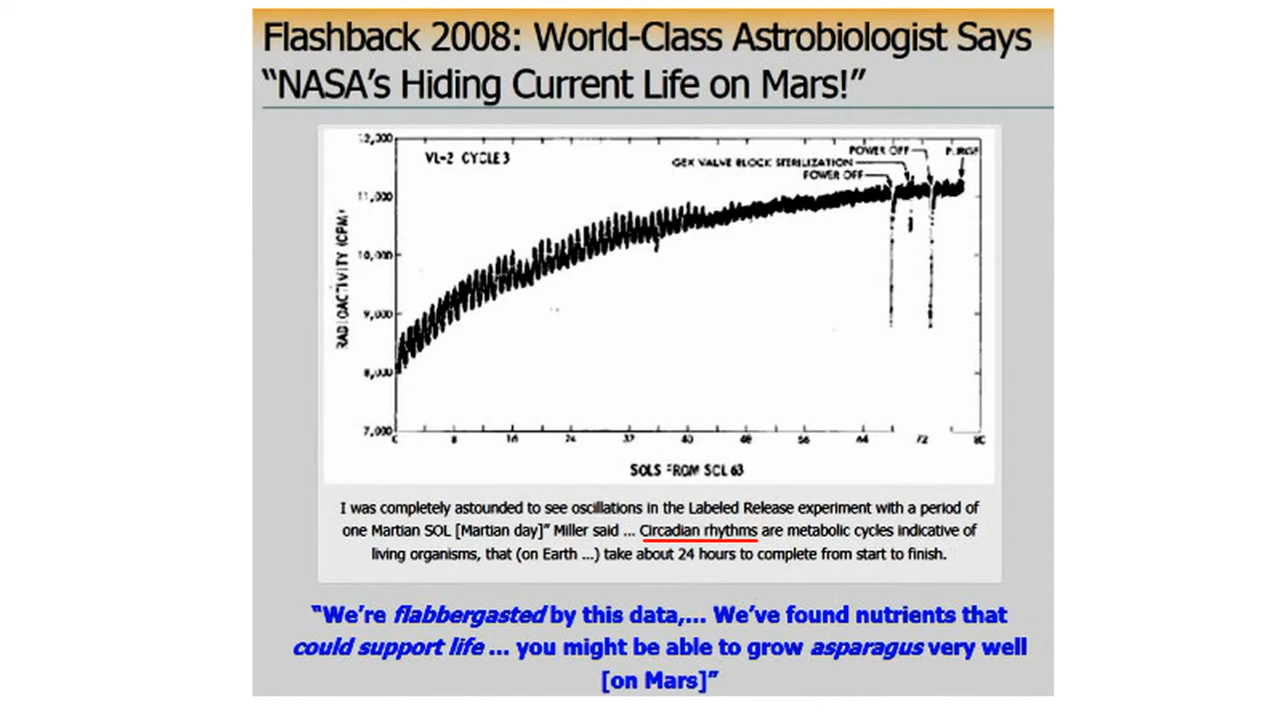 Flashback 2008: World-Class Astrobiologist Says
“NASA’s Hiding Current Life on Mars!”
12,000
VL-2 CYCLE 3
POWER OFF
PURGE
GEX VALVE BLOCK STERILIZATION
POWER OFF
11,000
RADIOACTIVITY (CPM)
10,000
9,000
8,000
7,000
0 8 16 24 32 40 48 56 64 72 80
SOLS FROM SOL 63
I was completely astounded to see oscillations in the Labeled Release experiment with a period of
one Martian SOL [Martian day]” Miller said ... Circadian rhythms are metabolic cycles indicative of
living organisms, that (on Earth ...) take about 24 hours to complete from start to finish.
“We’re flabbergasted by this data,... We’ve found nutrients that
could support life ... you might be able to grow asparagus very well
[on Mars]”